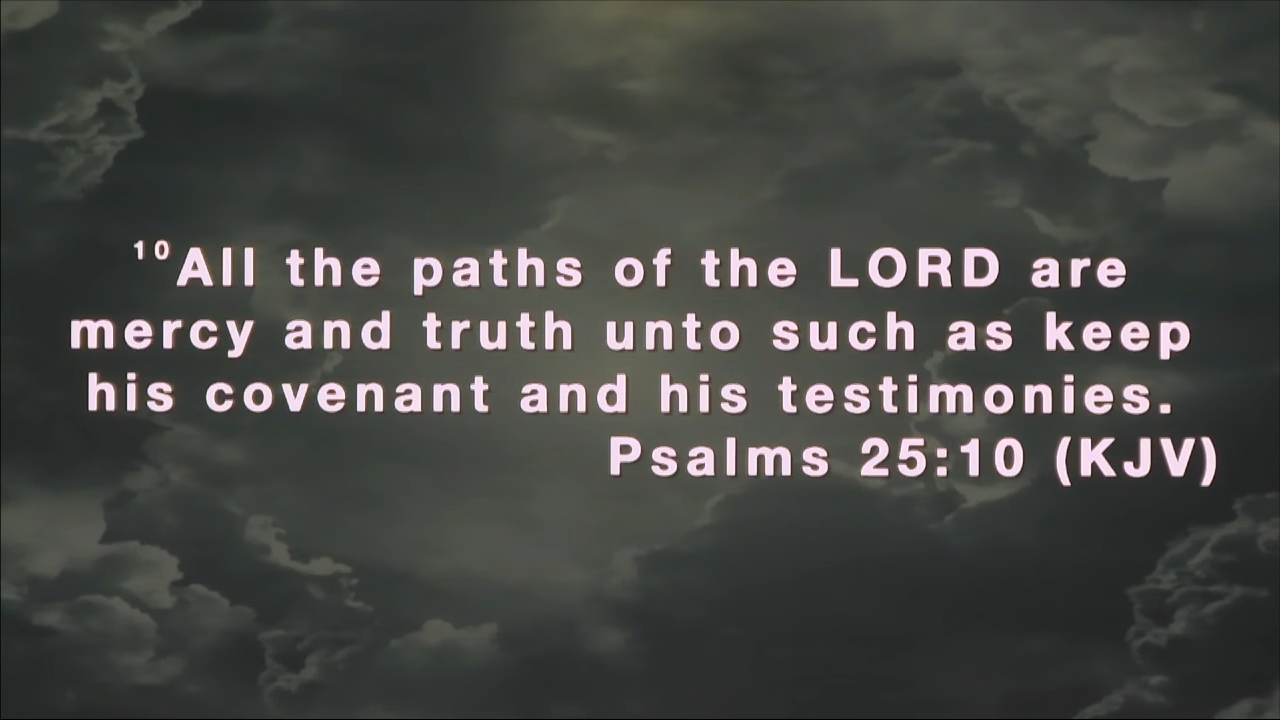 ¹⁰All the paths of the LORD are
mercy and truth unto such as keep
his covenant and his testimonies.
Psalms 25:10 (KJV)